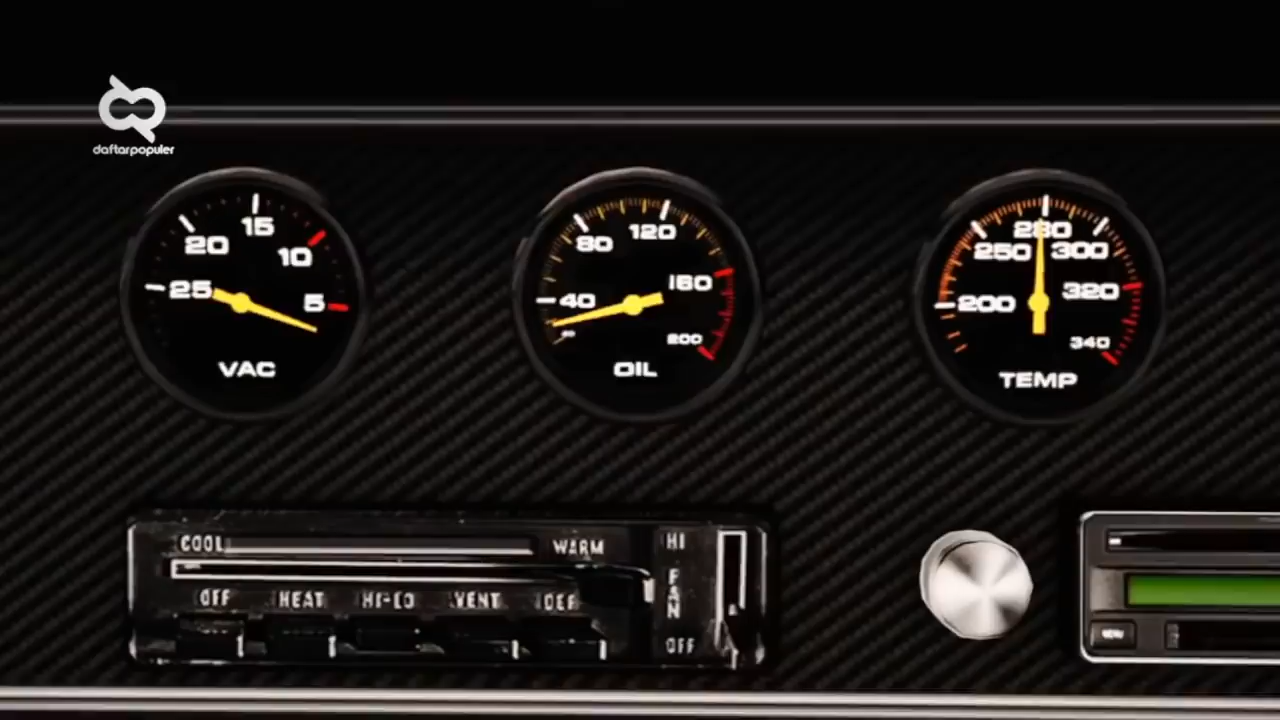 daftarpopuler
15
20
10
25
5
VAC
80
120
40
160
200
OIL
280
250
300
200
320
340
TEMP
COOL
WARM
HI
OFF
HEAT
HI-LO
VENT
DEF
FAN
OFF
MENU